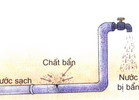 Chất bẩn
ước sạch
Nước
bị bẩn